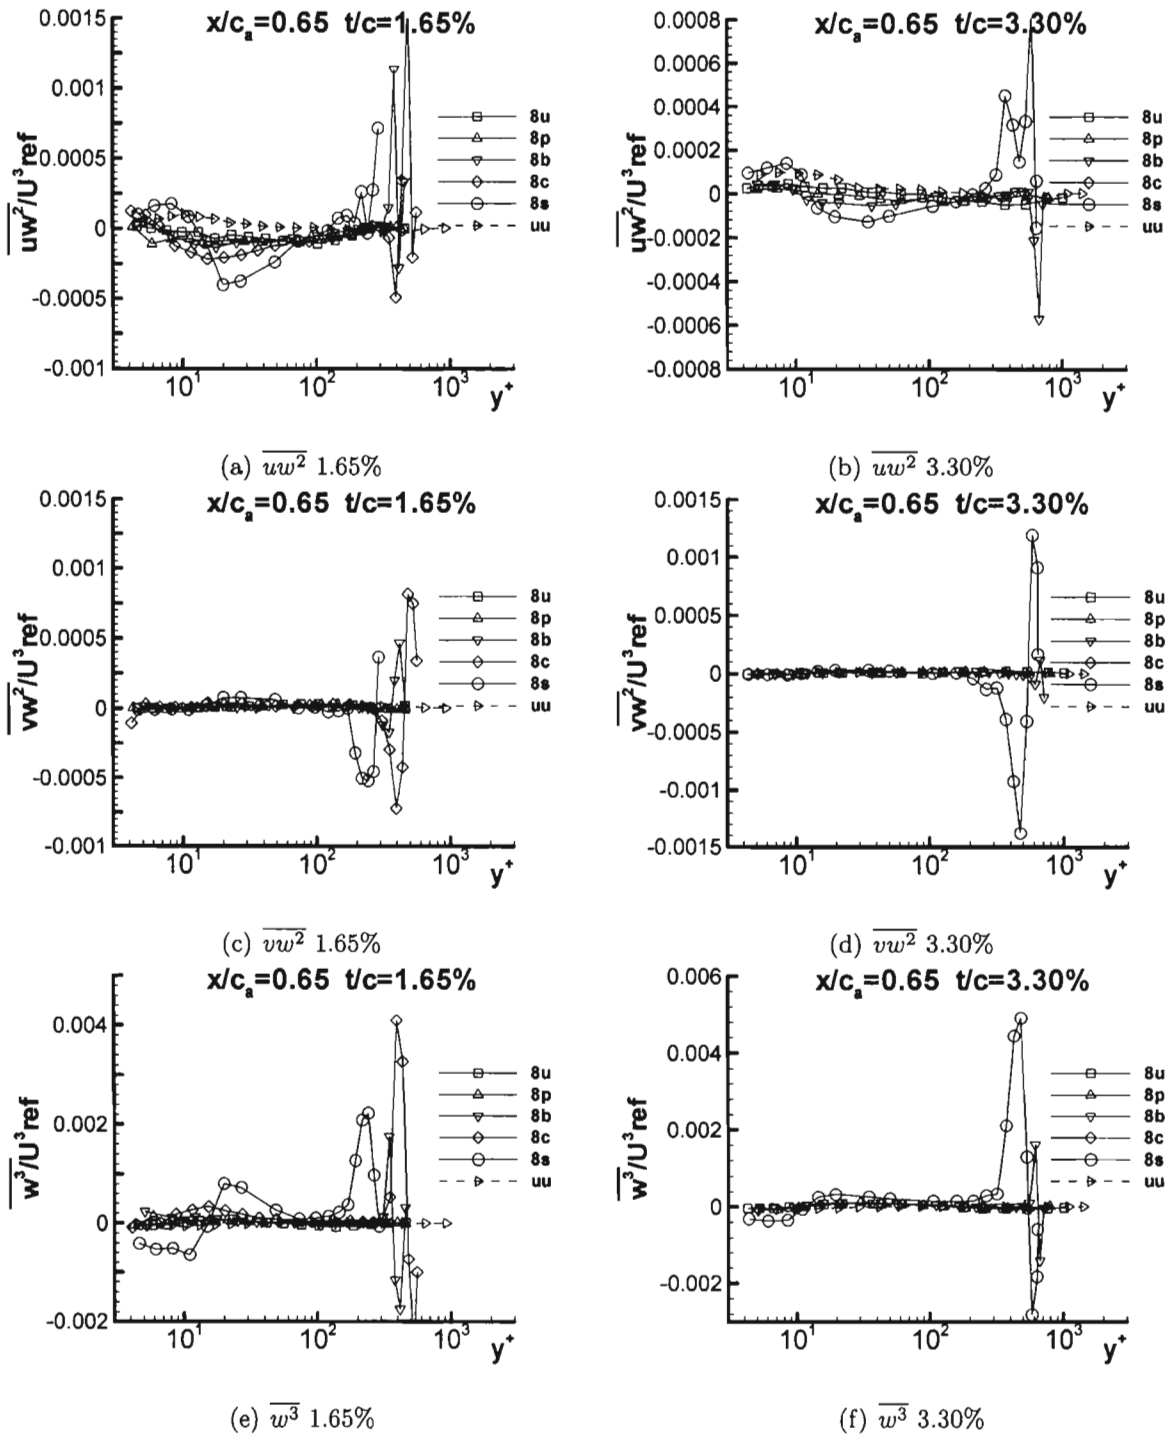 x/cₐ=0.65 t/c=1.65%
0.0015
0.001
0.0005
0
-0.0005
-0.001
uw²/U³ref
10¹ 10² 10³
y⁺
8u
8p
8b
8c
8s
uu
(a) uw² 1.65%
x/cₐ=0.65 t/c=3.30%
0.0008
0.0006
0.0004
0.0002
0
-0.0002
-0.0004
-0.0006
-0.0008
uw²/U³ref
10¹ 10² 10³
y⁺
8u
8p
8b
8c
8s
uu
(b) uw² 3.30%
x/cₐ=0.65 t/c=1.65%
0.0015
0.001
0.0005
0
-0.0005
-0.001
vw²/U³ref
10¹ 10² 10³
y⁺
8u
8p
8b
8c
8s
uu
(c) vw² 1.65%
x/cₐ=0.65 t/c=3.30%
0.0015
0.001
0.0005
0
-0.0005
-0.001
-0.0015
vw²/U³ref
10¹ 10² 10³
y⁺
8u
8p
8b
8c
8s
uu
(d) vw² 3.30%
x/cₐ=0.65 t/c=1.65%
0.004
0.002
0
-0.002
w³/U³ref
10¹ 10² 10³
y⁺
8u
8p
8b
8c
8s
uu
(e) w³ 1.65%
x/cₐ=0.65 t/c=3.30%
0.006
0.004
0.002
0
-0.002
w³/U³ref
10¹ 10² 10³
y⁺
8u
8p
8b
8c
8s
uu
(f) w³ 3.30%